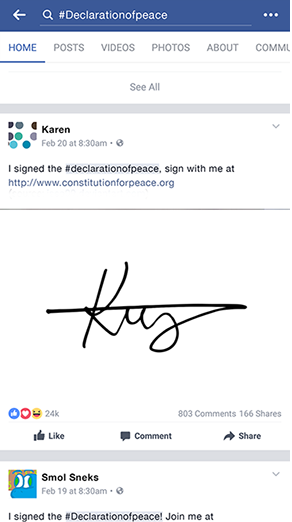 #Declarationofpeace
HOME POSTS VIDEOS PHOTOS ABOUT COMMU
See All
Karen
Feb 20 at 8:30am
I signed the #declarationofpeace, sign with me at
http://www.constitutionforpeace.org
24k 803 Comments 166 Shares
Like Comment Share
Smol Sneks
Feb 19 at 8:30am
I signed the #Declarationofpeace! Join me at